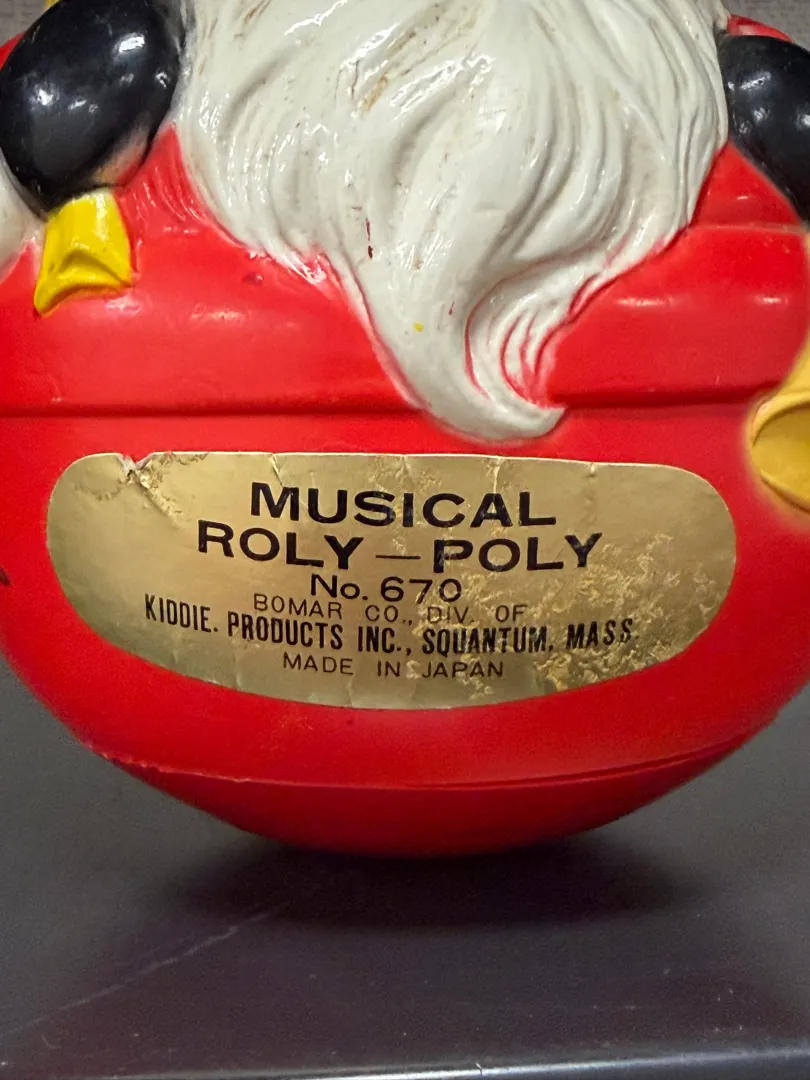 MUSICAL
ROLY—POLY
No. 670
BOMAR CO., DIV. OF
KIDDIE. PRODUCTS INC., SQUANTUM, MASS.
MADE IN JAPAN